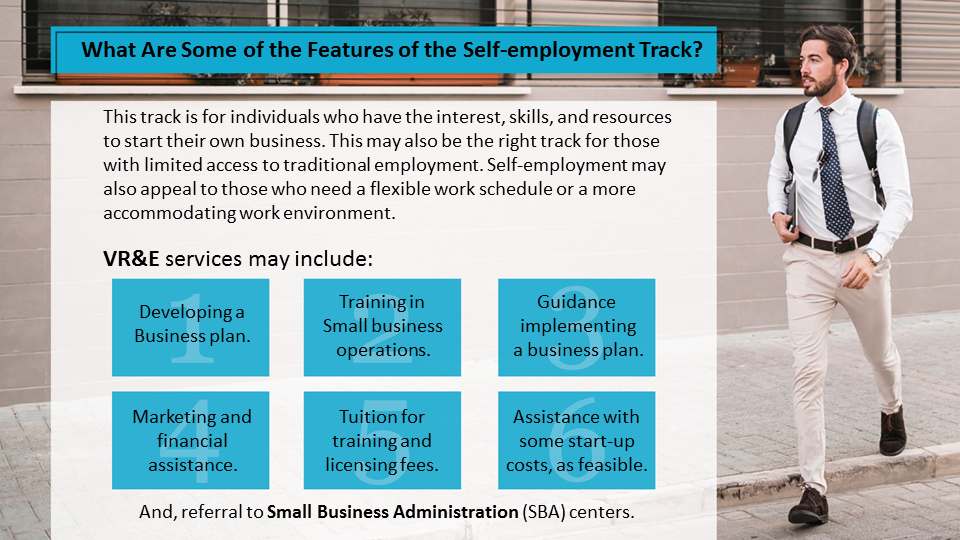 What Are Some of the Features of the Self-employment Track?
This track is for individuals who have the interest, skills, and resources
to start their own business. This may also be the right track for those
with limited access to traditional employment. Self-employment may
also appeal to those who need a flexible work schedule or a more
accommodating work environment.
VR&E services may include:
1
Developing a
Business plan.
2
Training in
Small business
operations.
3
Guidance
implementing
a business plan.
4
Marketing and
financial
assistance.
5
Tuition for
training and
licensing fees.
6
Assistance with
some start-up
costs, as feasible.
And, referral to Small Business Administration (SBA) centers.